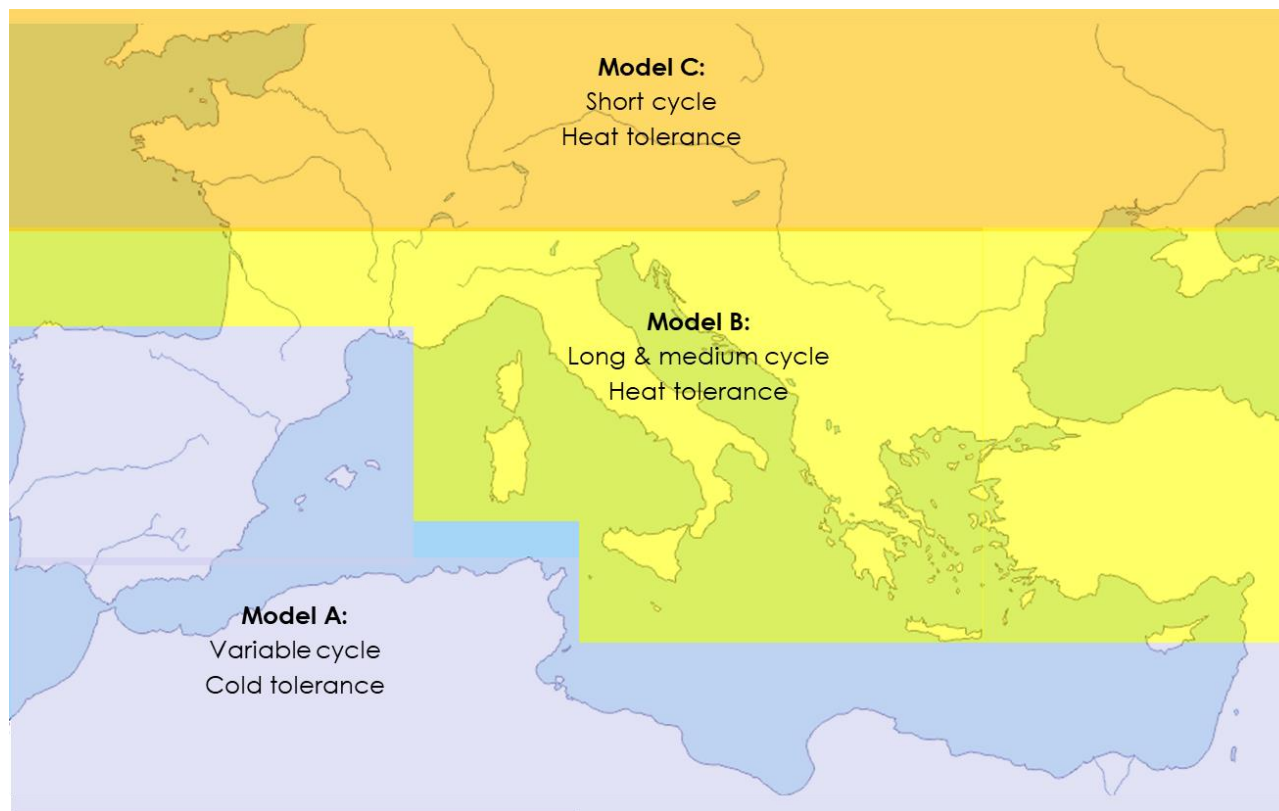 Model C:
Short cycle
Heat tolerance
Model B:
Long & medium cycle
Heat tolerance
Model A:
Variable cycle
Cold tolerance